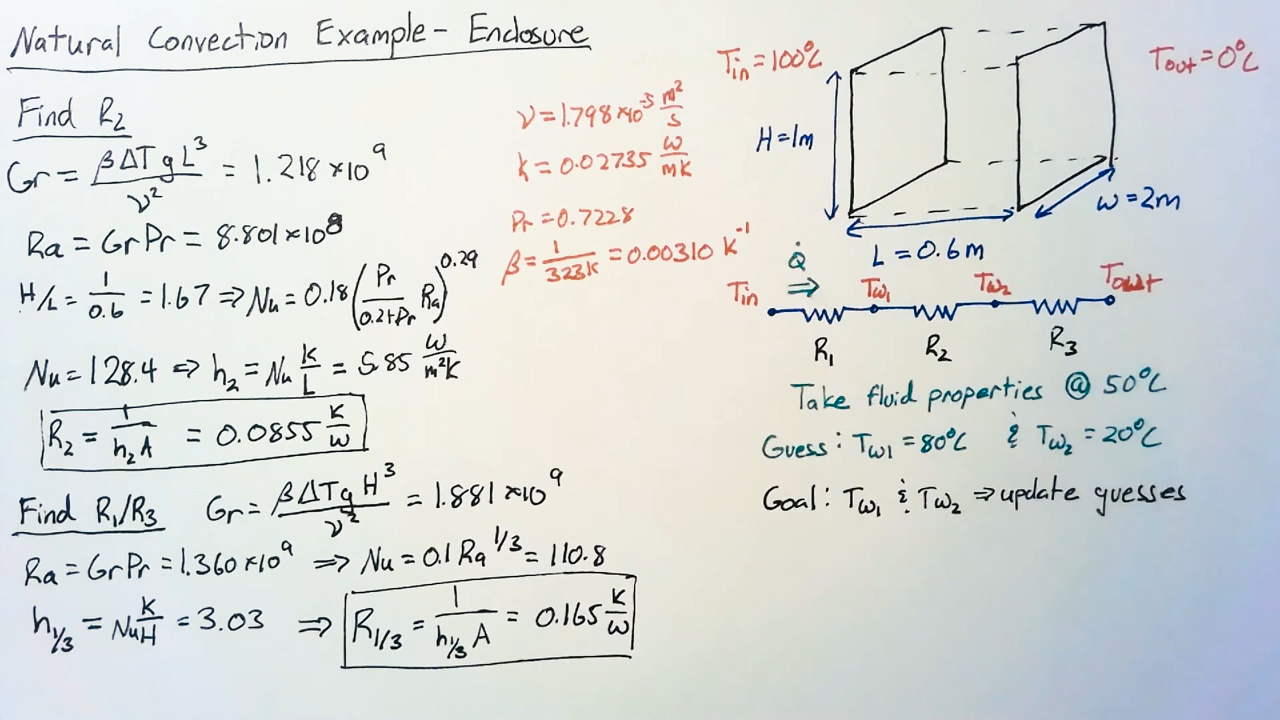 Natural Convection Example - Enclosure
Find R₂
Gr = βΔTgL³/ν² = 1.218×10⁹
Ra = GrPr = 8.801×10⁸
H/L = 1/0.6 = 1.67 ⇒ Nu = 0.18(Pr/(0.2+Pr) Ra)^0.29
Nu = 128.4 ⇒ h₂ = Nu k/L = 5.85 W/m²K
R₂ = 1/(h₂A) = 0.0855 K/W
Find R₁/R₃
Gr = βΔTgH³/ν² = 1.881×10⁹
Ra = GrPr = 1.360×10⁹ ⇒ Nu = 0.1Ra^1/3 = 110.8
h₁/₃ = Nu k/H = 3.03 ⇒ R₁/₃ = 1/(h₁/₃A) = 0.165 K/W
ν = 1.798×10⁻⁵ m²/s
k = 0.02735 W/mK
Pr = 0.7228
β = 1/323K = 0.00310 K⁻¹
Tin = 100°C
Tout = 0°C
H = 1m
w = 2m
L = 0.6m
Q̇
Tin ⇒ Tw₁ Tw₂ Tout
R₁ R₂ R₃
Take fluid properties @ 50°C
Guess: Tw₁ = 80°C & Tw₂ = 20°C
Goal: Tw₁ & Tw₂ ⇒ update guesses